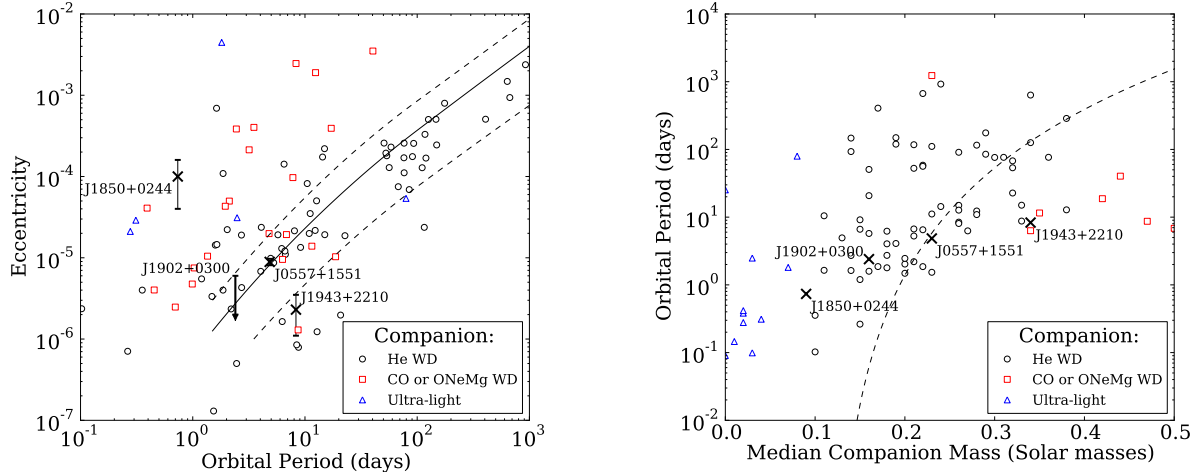 10^-2
10^-3
10^-4
10^-5
10^-6
10^-7
Eccentricity
J1850+0244
J1902+0300
J0557+1551
J1943+2210
Companion:
He WD
CO or ONeMg WD
Ultra-light
10^-1
10^0
10^1
10^2
10^3
Orbital Period (days)
10^4
10^3
10^2
10^1
10^0
10^-1
10^-2
Orbital Period (days)
J1902+0300
J1943+2210
J0557+1551
J1850+0244
Companion:
He WD
CO or ONeMg WD
Ultra-light
0.0
0.1
0.2
0.3
0.4
0.5
Median Companion Mass (Solar masses)